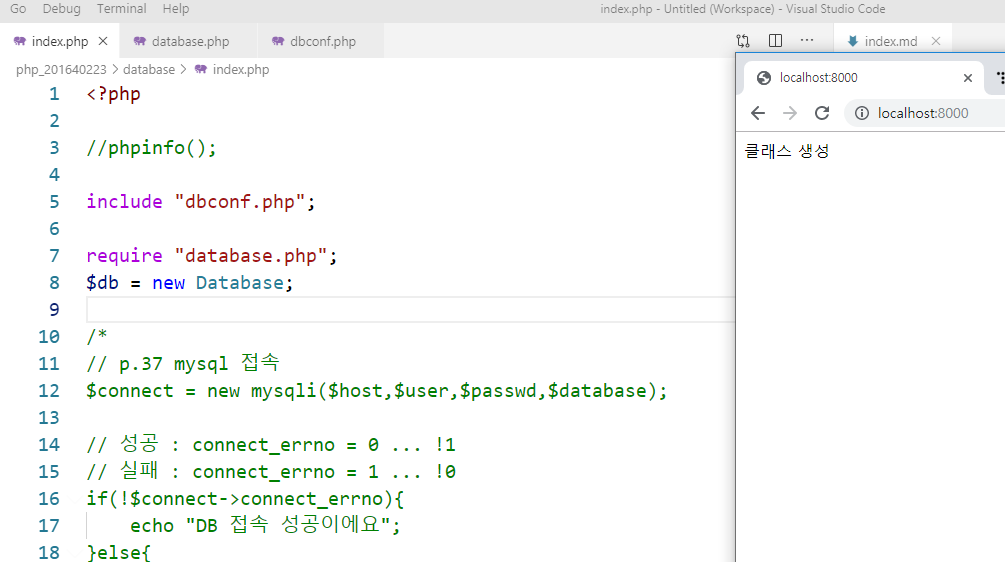 Go Debug Terminal Help index.php - Untitled (Workspace) - Visual Studio Code
index.php database.php dbconf.php index.md
php_201640223 > database > index.php
1 <?php
2
3 //phpinfo();
4
5 include "dbconf.php";
6
7 require "database.php";
8 $db = new Database;
9
10 /*
11 // p.37 mysql 접속
12 $connect = new mysqli($host,$user,$passwd,$database);
13
14 // 성공 : connect_errno = 0 ... !1
15 // 실패 : connect_errno = 1 ... !0
16 if(!$connect->connect_errno){
17 echo "DB 접속 성공이에요";
18 }else{
localhost:8000
localhost:8000
클래스 생성